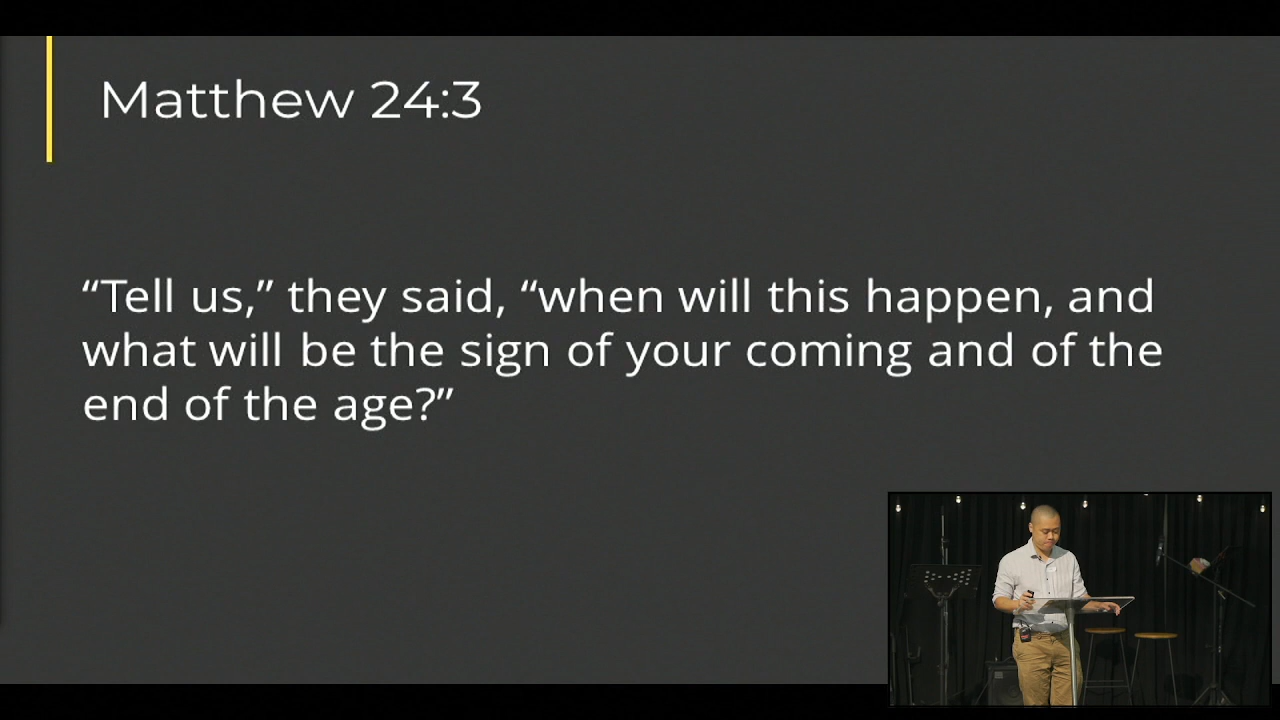 Matthew 24:3
“Tell us,” they said, “when will this happen, and
what will be the sign of your coming and of the
end of the age?”